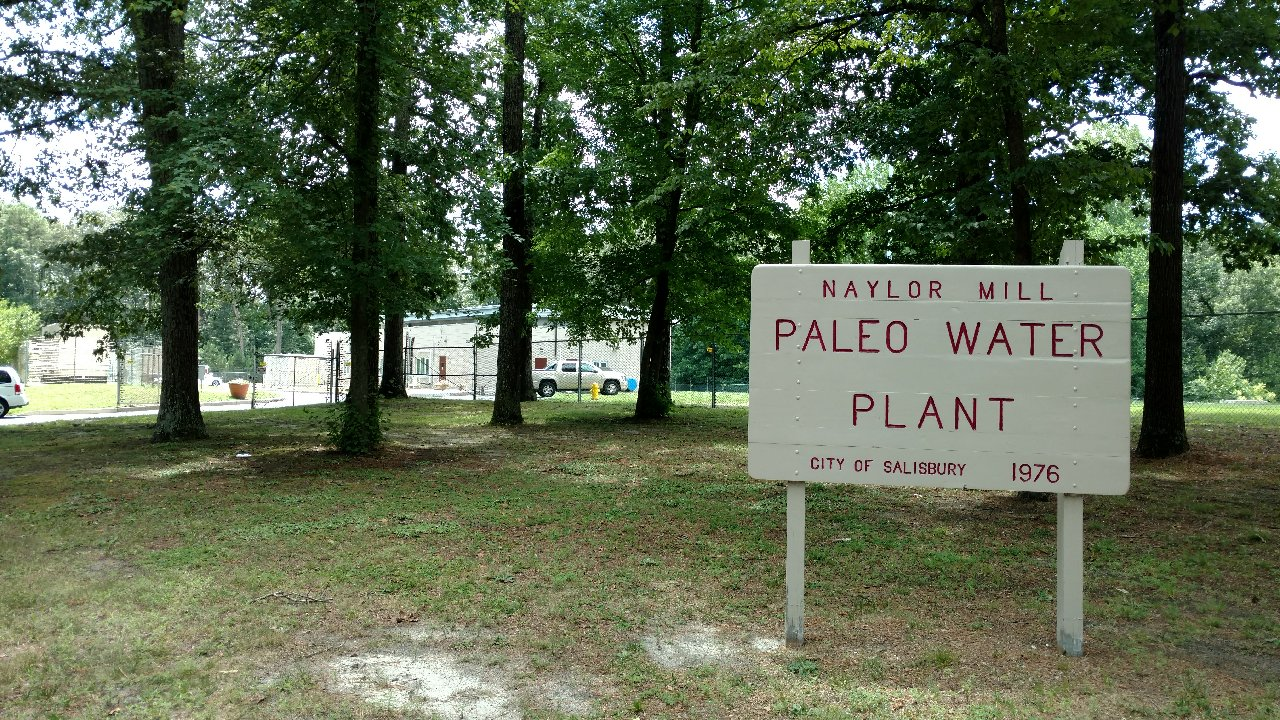 NAYLOR MILL
PALEO WATER
PLANT
CITY OF SALISBURY 1976